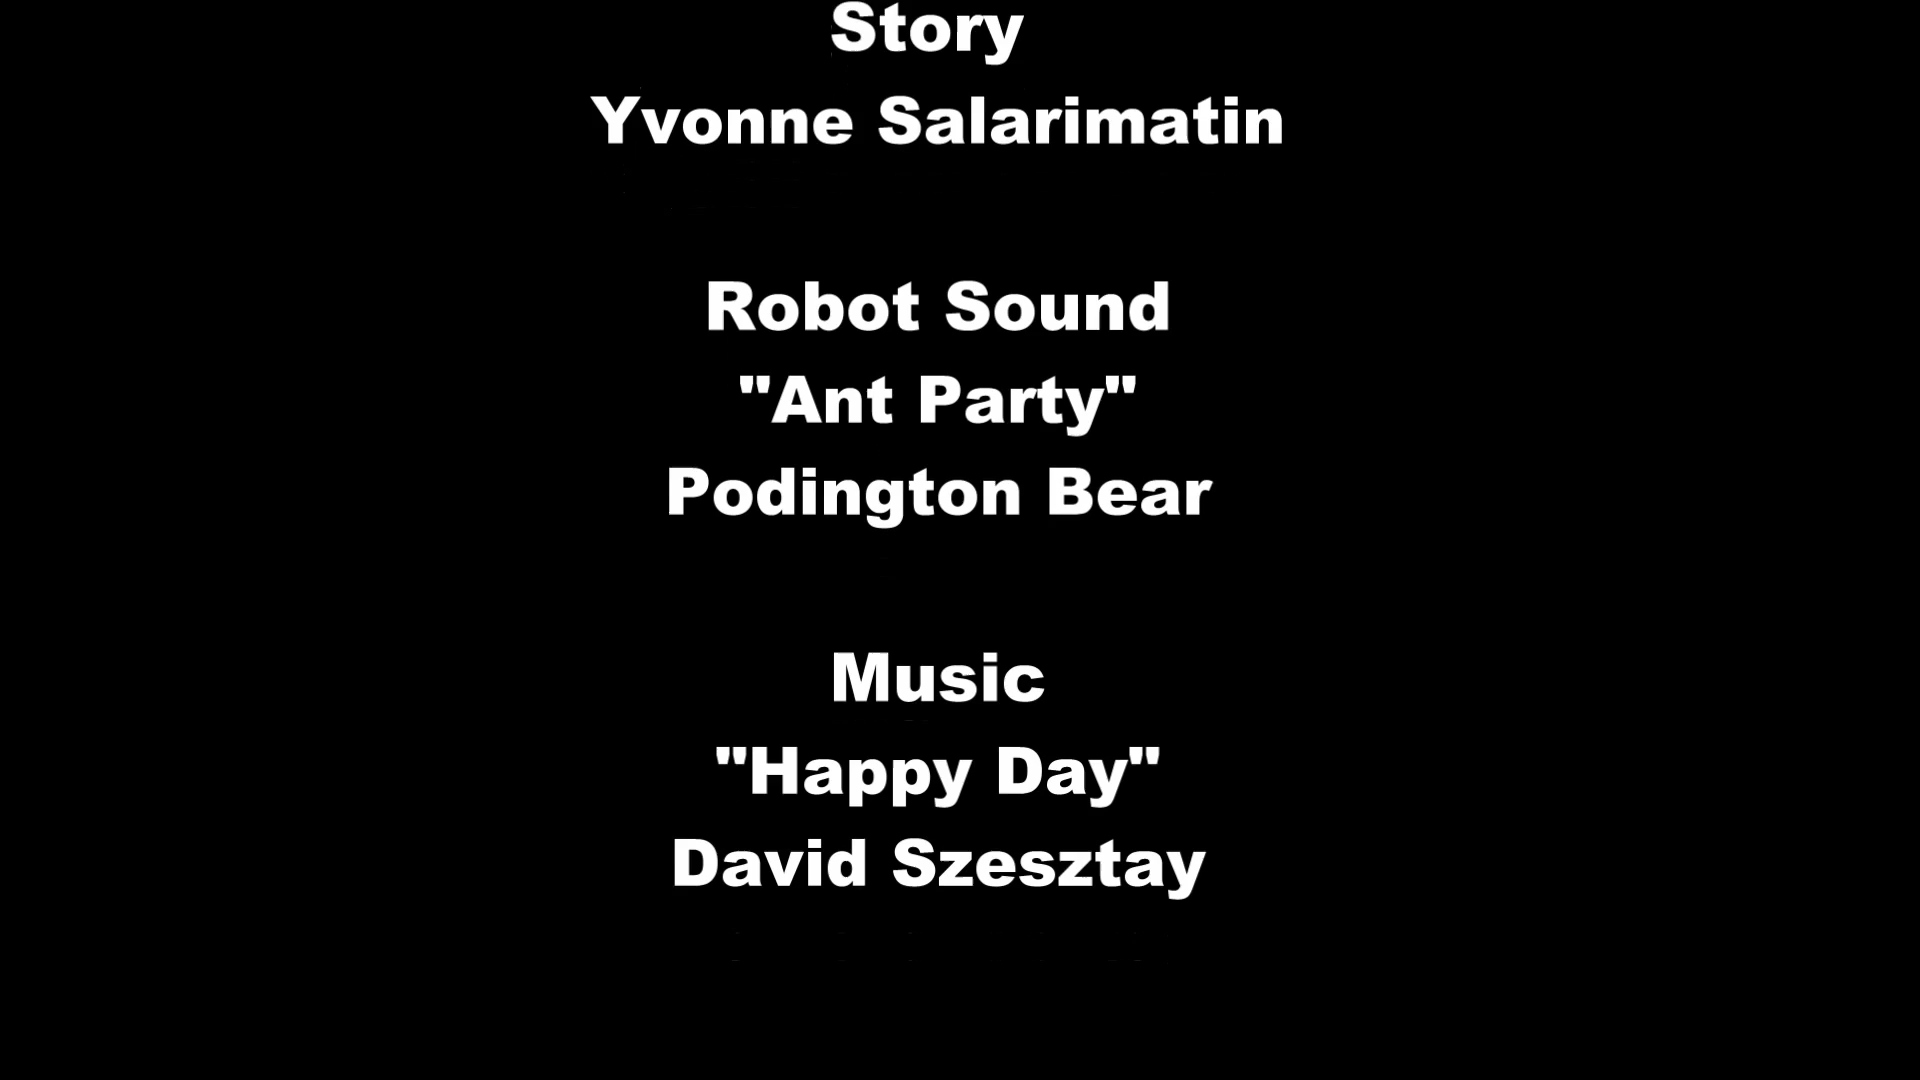 Story
Yvonne Salarimatin
Robot Sound
"Ant Party"
Podington Bear
Music
"Happy Day"
David Szesztay